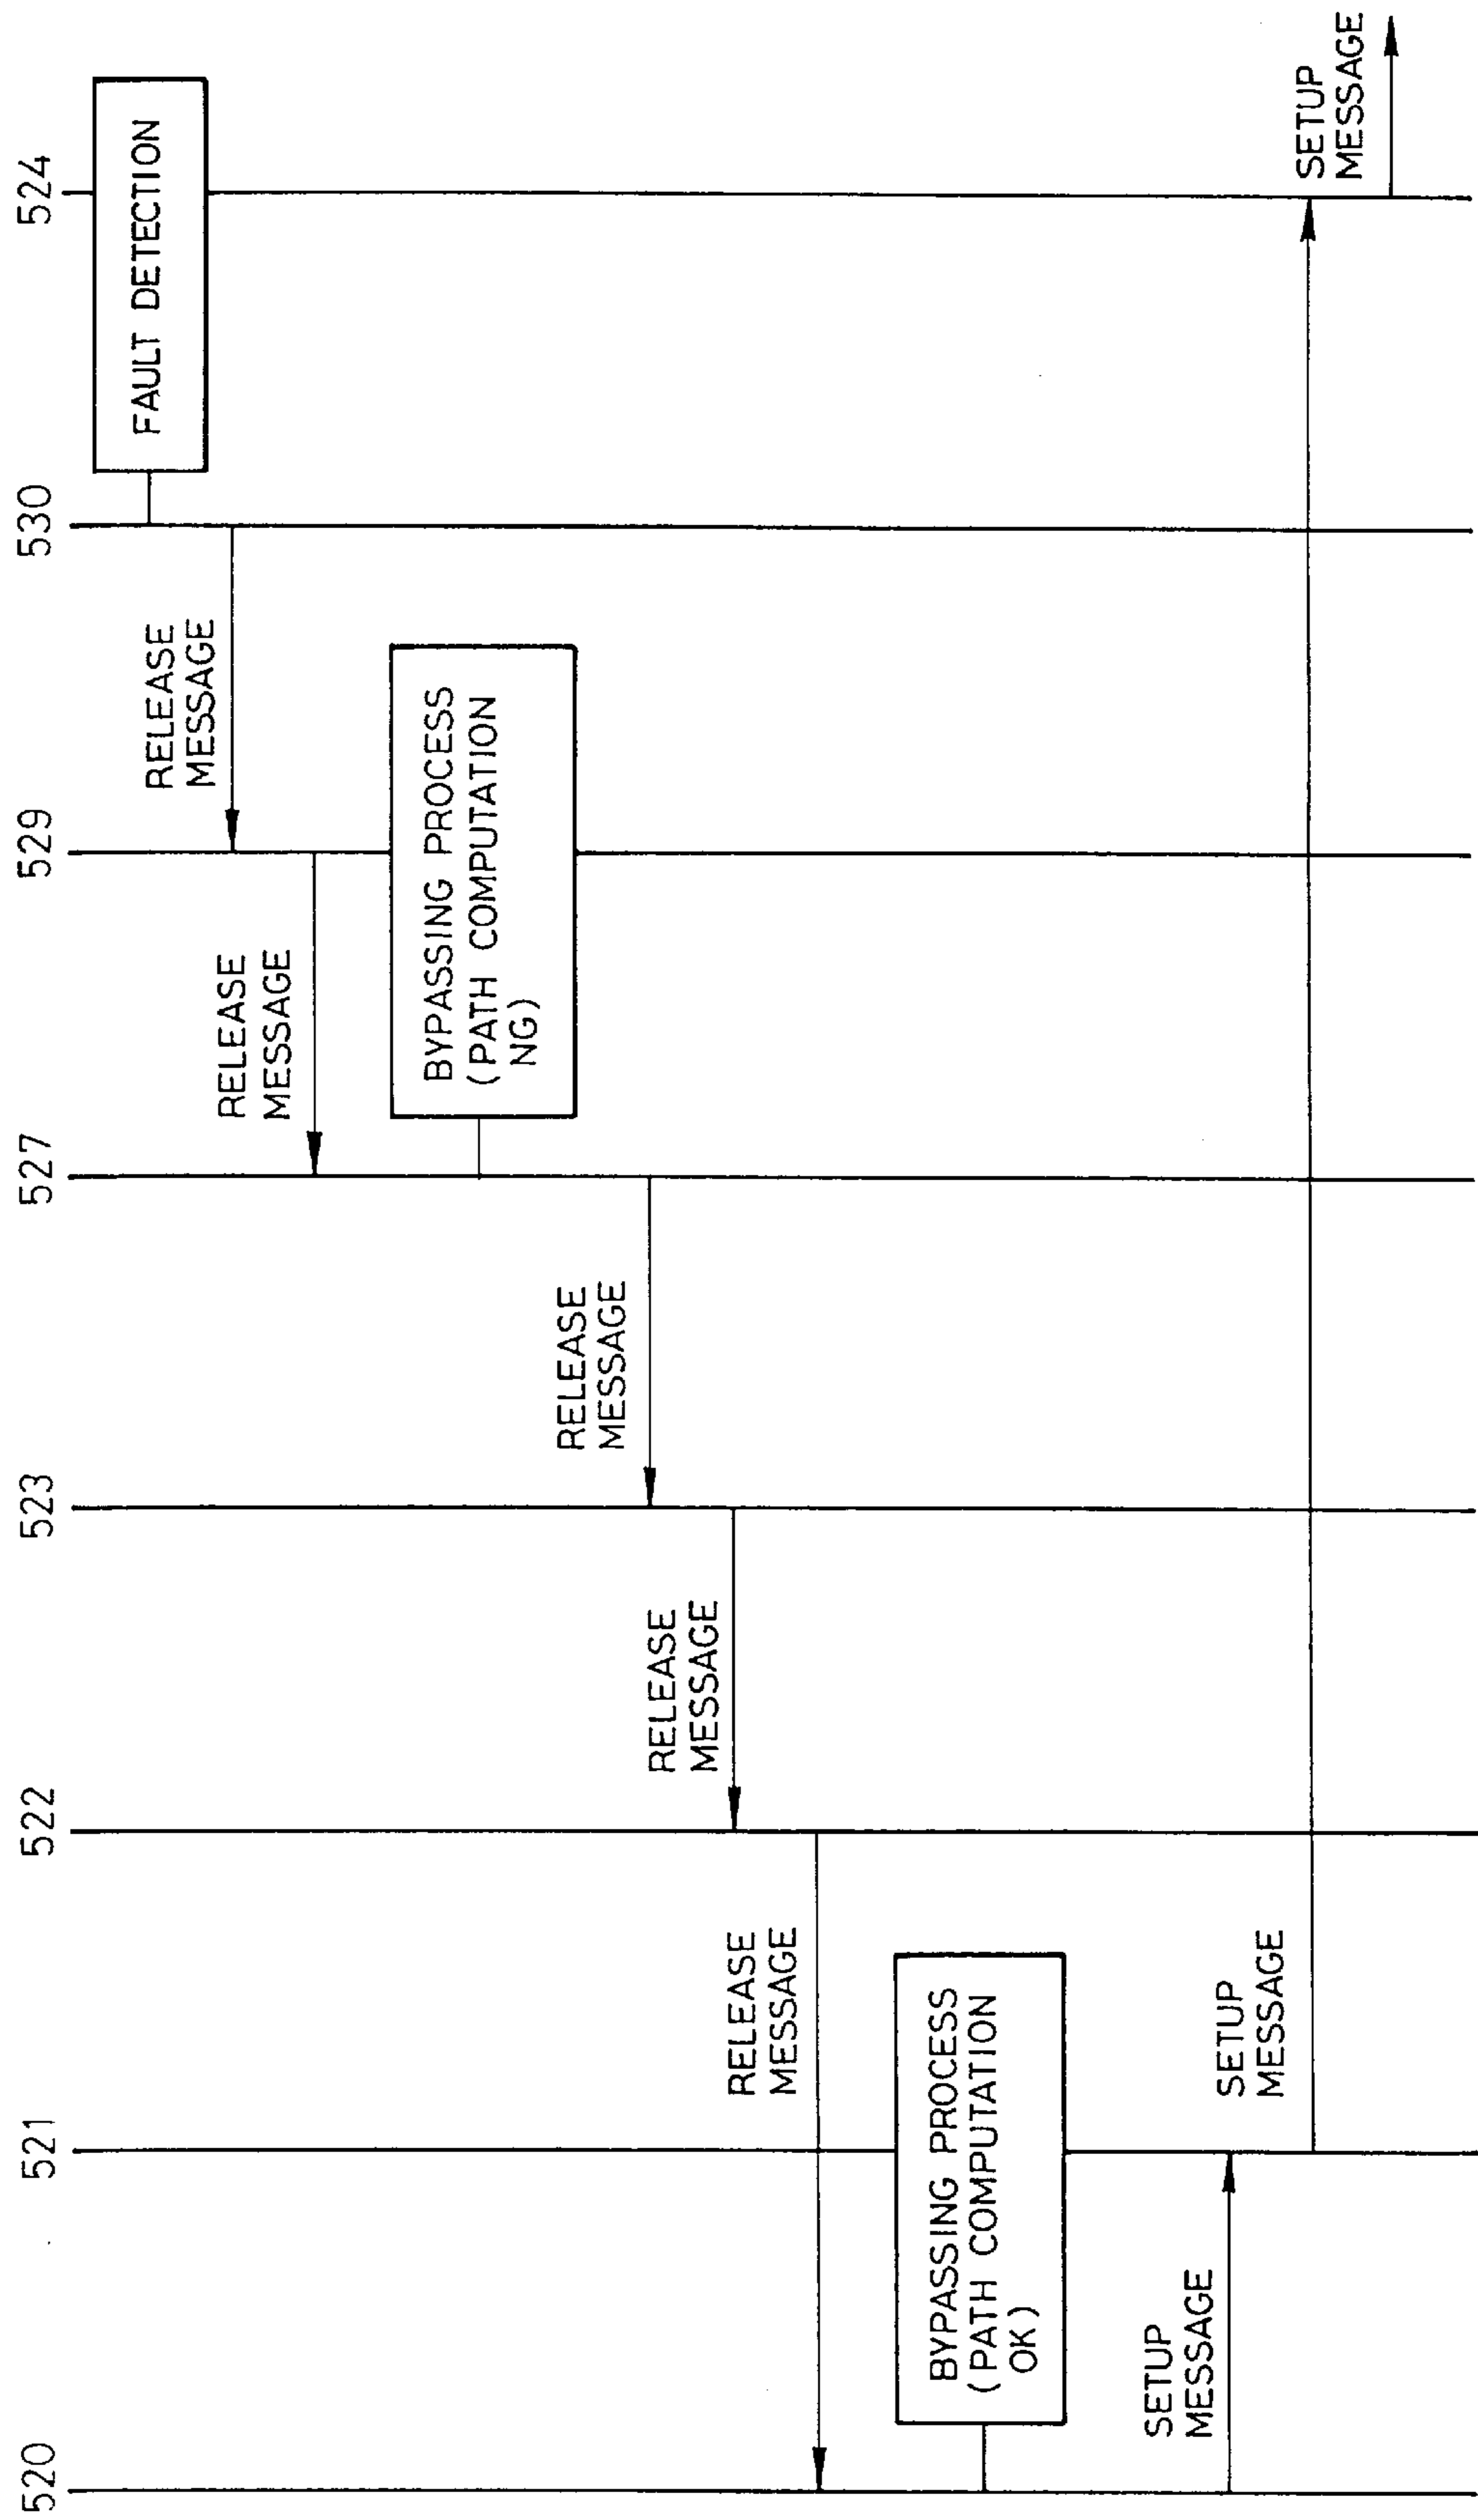 520
521
522
523
527
529
530
524
FAULT DETECTION
RELEASE
MESSAGE
RELEASE
MESSAGE
BYPASSING PROCESS
(PATH COMPUTATION
NG)
RELEASE
MESSAGE
RELEASE
MESSAGE
RELEASE
MESSAGE
BYPASSING PROCESS
(PATH COMPUTATION
OK)
SETUP
MESSAGE
SETUP
MESSAGE
SETUP
MESSAGE